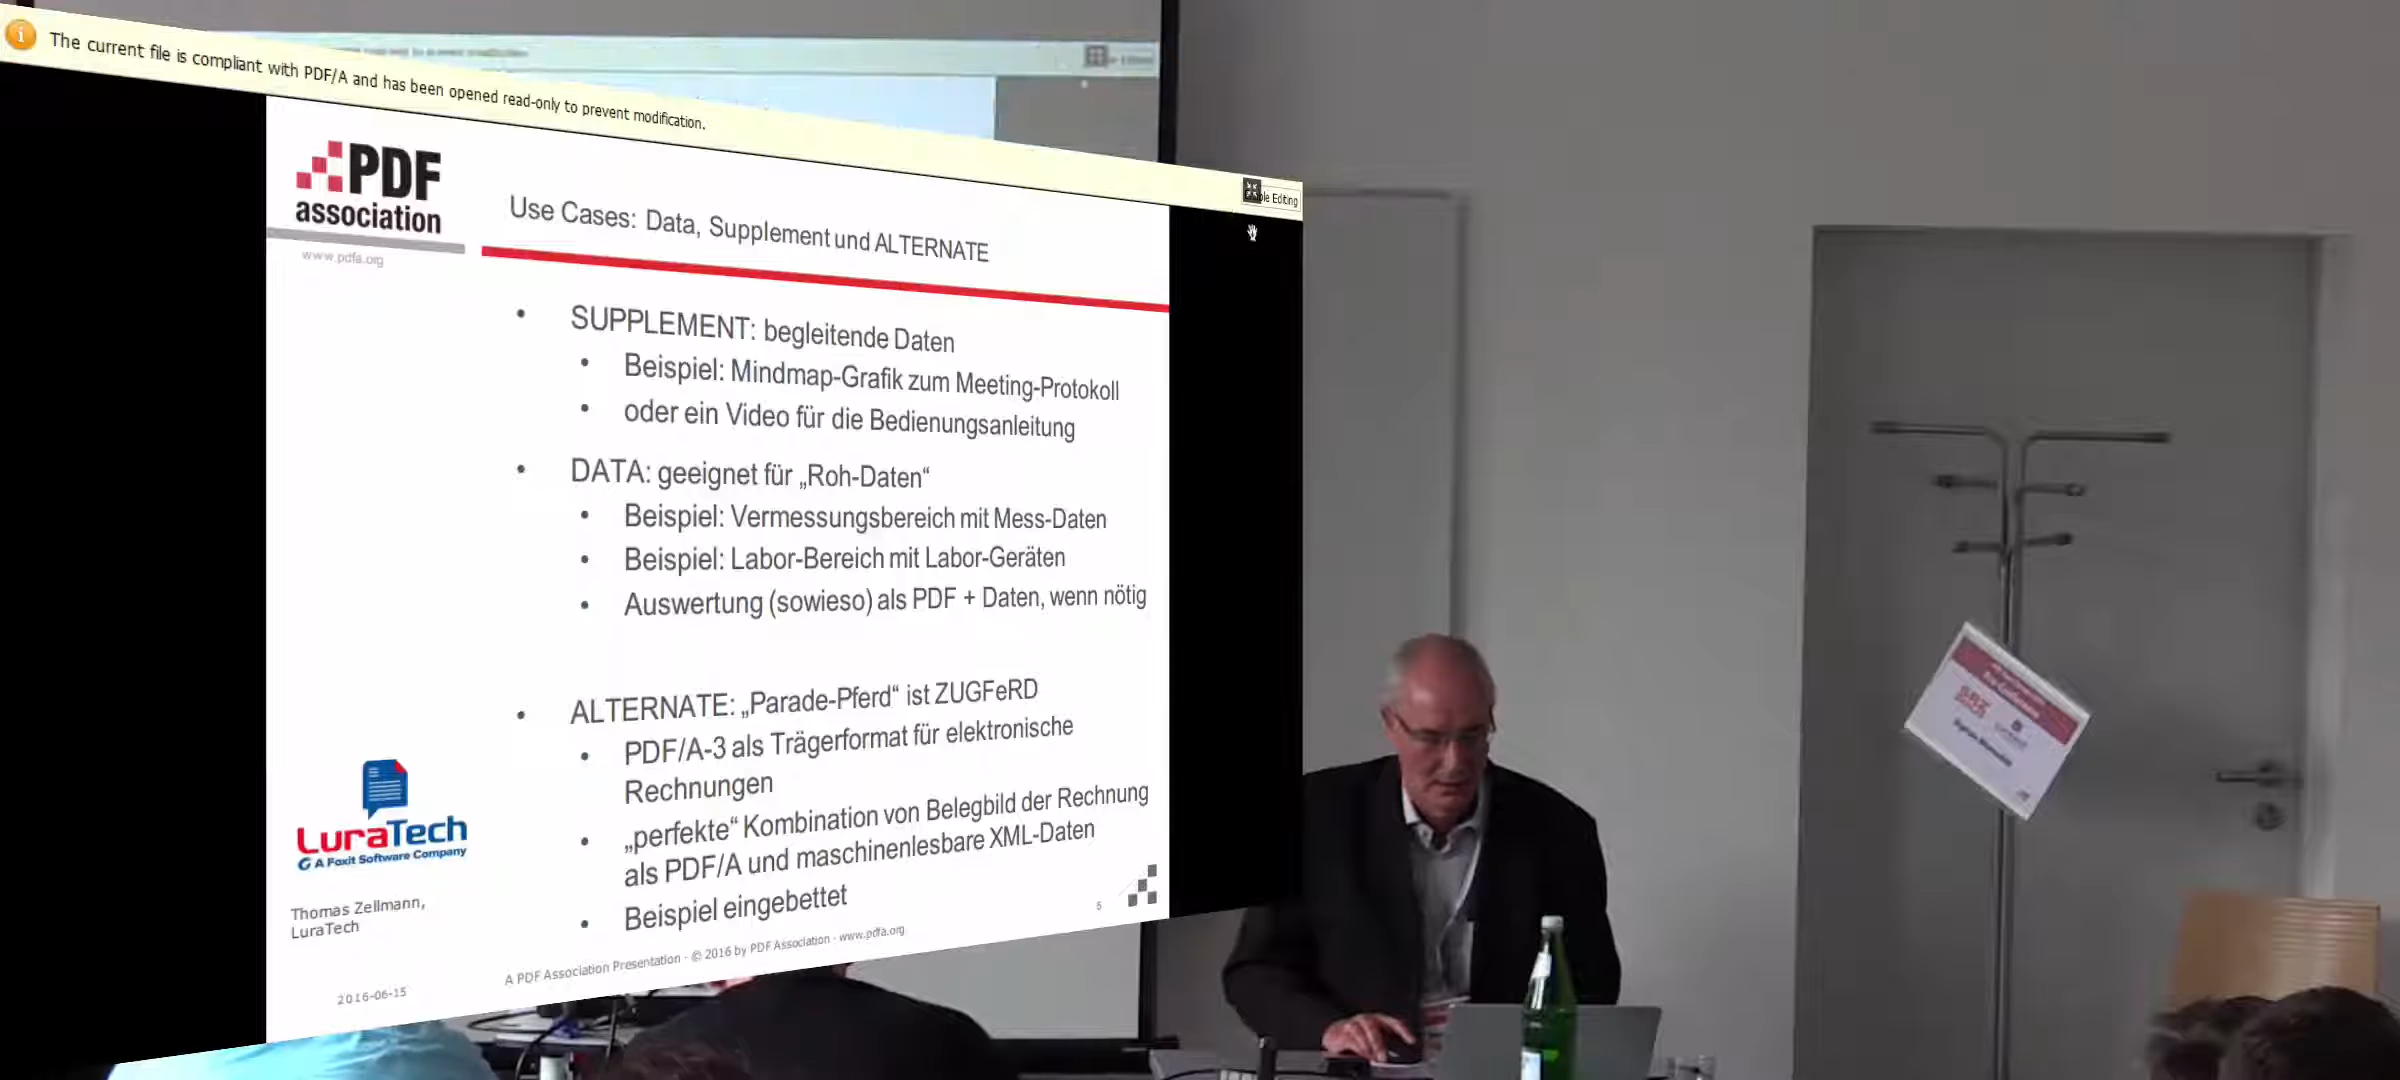 The current file is compliant with PDF/A and has been opened read-only to prevent modification.
ble Editing
PDF
association
www.pdfa.org
Use Cases: Data, Supplement und ALTERNATE
• SUPPLEMENT: begleitende Daten
• Beispiel: Mindmap-Grafik zum Meeting-Protokoll
• oder ein Video für die Bedienungsanleitung
• DATA: geeignet für „Roh-Daten“
• Beispiel: Vermessungsbereich mit Mess-Daten
• Beispiel: Labor-Bereich mit Labor-Geräten
• Auswertung (sowieso) als PDF + Daten, wenn nötig
• ALTERNATE: „Parade-Pferd“ ist ZUGFeRD
• PDF/A-3 als Trägerformat für elektronische
Rechnungen
• „perfekte“ Kombination von Belegbild der Rechnung
als PDF/A und maschinenlesbare XML-Daten
• Beispiel eingebettet
LuraTech
A Foxit Software Company
Thomas Zellmann,
LuraTech
2016-06-15
A PDF Association Presentation · © 2016 by PDF Association · www.pdfa.org
5